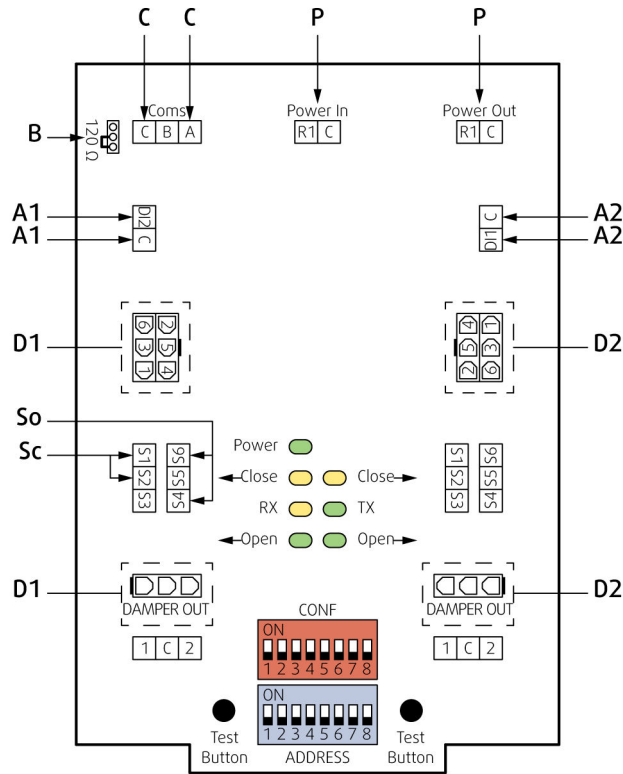 C C P P
Coms Power In Power Out
B 120 Ω C B A R1 C R1 C
A1 DI2 C A2
A1 C DI1 A2
D1 6 2 4 1 D2
3 5 5 3
1 4 2 6
So
Sc S1 S6 Power S1 S6
S2 S5 Close Close S2 S5
S3 S4 RX TX S3 S4
Open Open
D1 D2
DAMPER OUT CONF DAMPER OUT
ON
1 C 2 1 C 2
1 2 3 4 5 6 7 8
ON
1 2 3 4 5 6 7 8
Test Test
Button ADDRESS Button